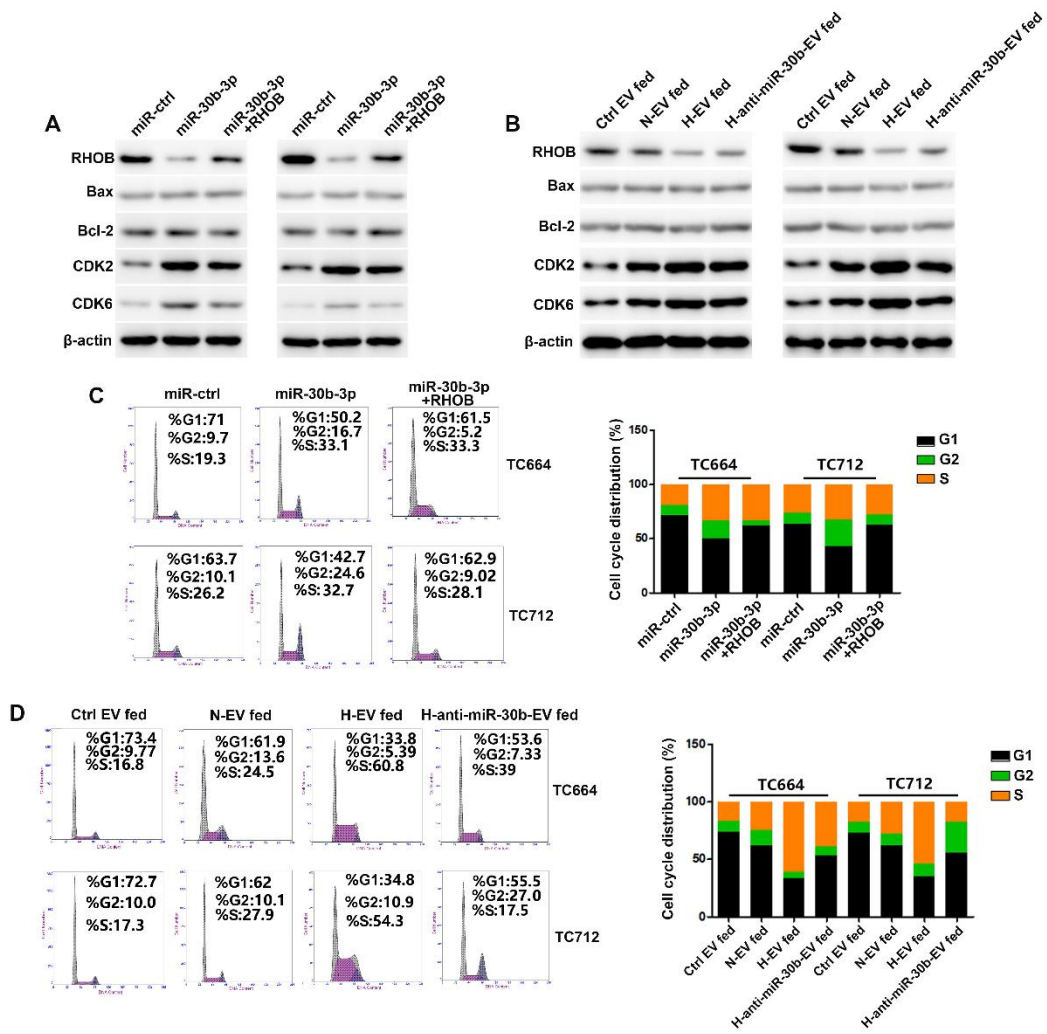 A
miR-ctrl
miR-30b-3p
miR-30b-3p
+RHOB
miR-ctrl
miR-30b-3p
miR-30b-3p
+RHOB
RHOB
Bax
Bcl-2
CDK2
CDK6
β-actin
B
Ctrl EV fed
N-EV fed
H-EV fed
H-anti-miR-30b-EV fed
Ctrl EV fed
N-EV fed
H-EV fed
H-anti-miR-30b-EV fed
RHOB
Bax
Bcl-2
CDK2
CDK6
β-actin
C
miR-ctrl
miR-30b-3p
miR-30b-3p
+RHOB
%G1:71
%G2:9.7
%S:19.3
%G1:50.2
%G2:16.7
%S:33.1
%G1:61.5
%G2:5.2
%S:33.3
TC664
%G1:63.7
%G2:10.1
%S:26.2
%G1:42.7
%G2:24.6
%S:32.7
%G1:62.9
%G2:9.02
%S:28.1
TC712
Cell cycle distribution (%)
150
100
50
0
TC664
TC712
G1
G2
S
miR-ctrl
miR-30b-3p
miR-30b-3p
+RHOB
miR-ctrl
miR-30b-3p
miR-30b-3p
+RHOB
D
Ctrl EV fed
N-EV fed
H-EV fed
H-anti-miR-30b-EV fed
%G1:73.4
%G2:9.77
%S:16.8
%G1:61.9
%G2:13.6
%S:24.5
%G1:33.8
%G2:5.39
%S:60.8
%G1:53.6
%G2:7.33
%S:39
TC664
%G1:72.7
%G2:10.0
%S:17.3
%G1:62
%G2:10.1
%S:27.9
%G1:34.8
%G2:10.9
%S:54.3
%G1:55.5
%G2:27.0
%S:17.5
TC712
Cell cycle distribution (%)
150
100
50
0
TC664
TC712
G1
G2
S
Ctrl EV fed
N-EV fed
H-EV fed
H-anti-miR-30b-EV fed
Ctrl EV fed
N-EV fed
H-EV fed
H-anti-miR-30b-EV fed